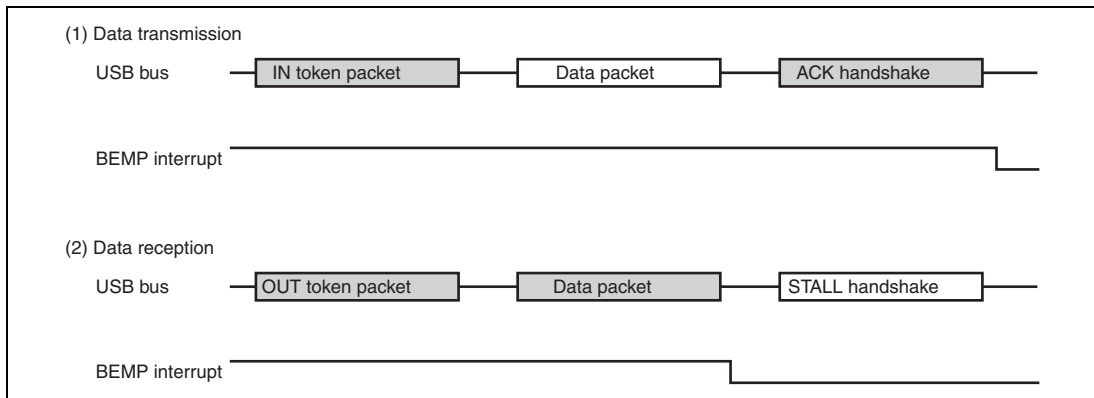 (1) Data transmission
USB bus IN token packet Data packet ACK handshake
BEMP interrupt
(2) Data reception
USB bus OUT token packet Data packet STALL handshake
BEMP interrupt